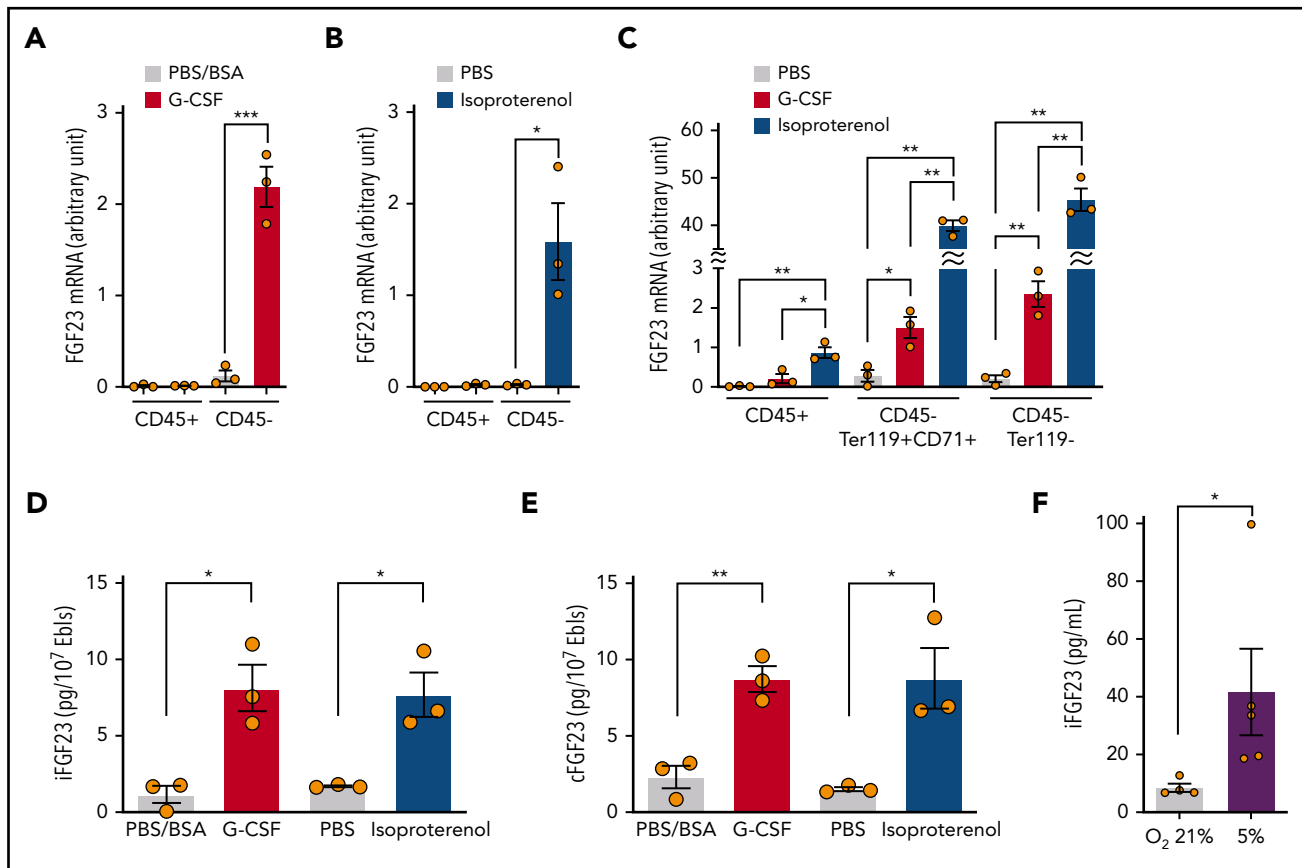 A
PBS/BSA
G-CSF
FGF23 mRNA (arbitrary unit)
3
2
1
0
***
CD45+
CD45-
B
PBS
Isoproterenol
FGF23 mRNA (arbitrary unit)
3
2
1
0
*
CD45+
CD45-
C
PBS
G-CSF
Isoproterenol
FGF23 mRNA (arbitrary unit)
60
50
40
3
2
1
0
**
*
**
**
*
**
**
**
CD45+
CD45-
Ter119+CD71+
CD45-
Ter119-
D
iFGF23 (pg/10⁷ Ebls)
15
10
5
0
*
*
PBS/BSA
G-CSF
PBS
Isoproterenol
E
cFGF23 (pg/10⁷ Ebls)
15
10
5
0
**
*
PBS/BSA
G-CSF
PBS
Isoproterenol
F
iFGF23 (pg/mL)
100
80
60
40
20
0
*
O₂ 21%
5%